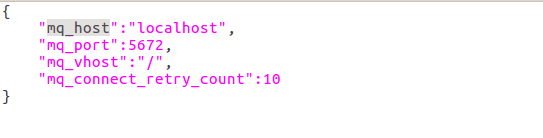 {
    "mq_host":"localhost",
    "mq_port":5672,
    "mq_vhost":"/",
    "mq_connect_retry_count":10
}